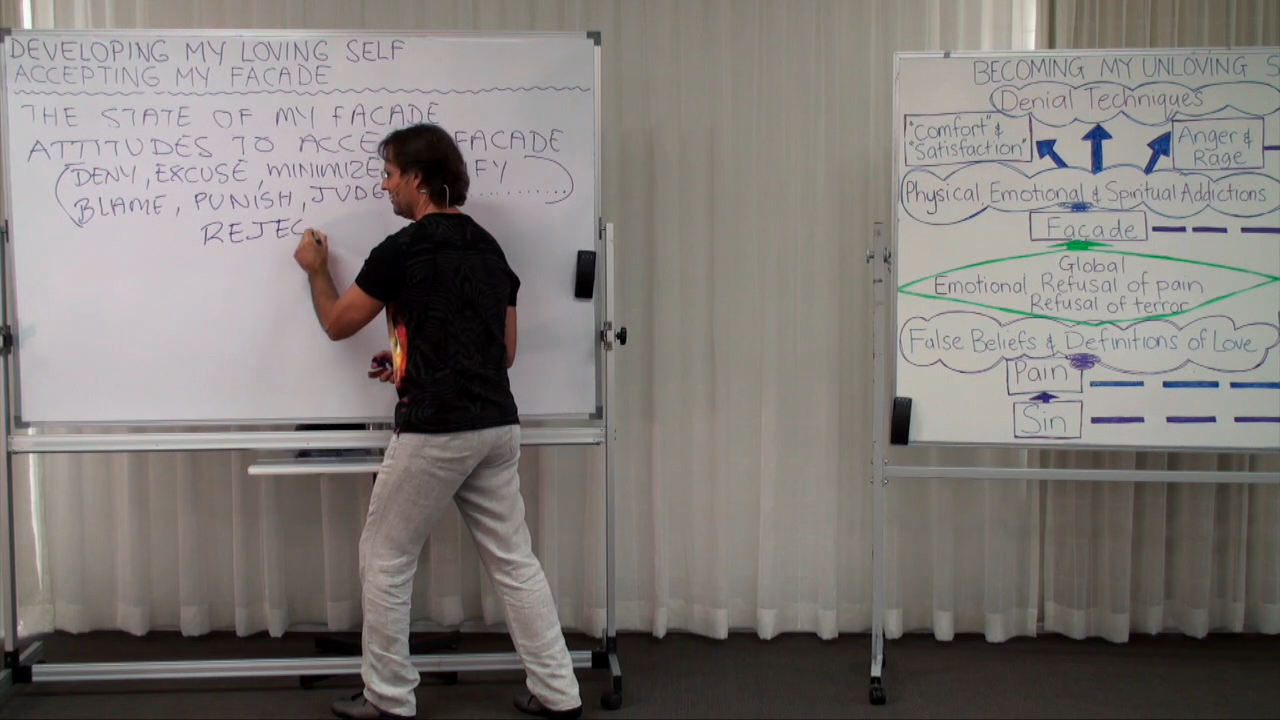 DEVELOPING MY LOVING SELF
ACCEPTING MY FACADE
THE STATE OF MY FACADE
ATTITUDES TO ACCE FACADE
(DENY, EXCUSE, MINIMIZE FY
BLAME, PUNISH, JUDGE ............)
REJEC
BECOMING MY UNLOVING S
Denial Techniques
"Comfort" &
"Satisfaction"
Anger &
Rage
Physical, Emotional & Spiritual Addictions
Façade
Global
Emotional Refusal of pain
Refusal of terror
False Beliefs & Definitions of Love
Pain
Sin